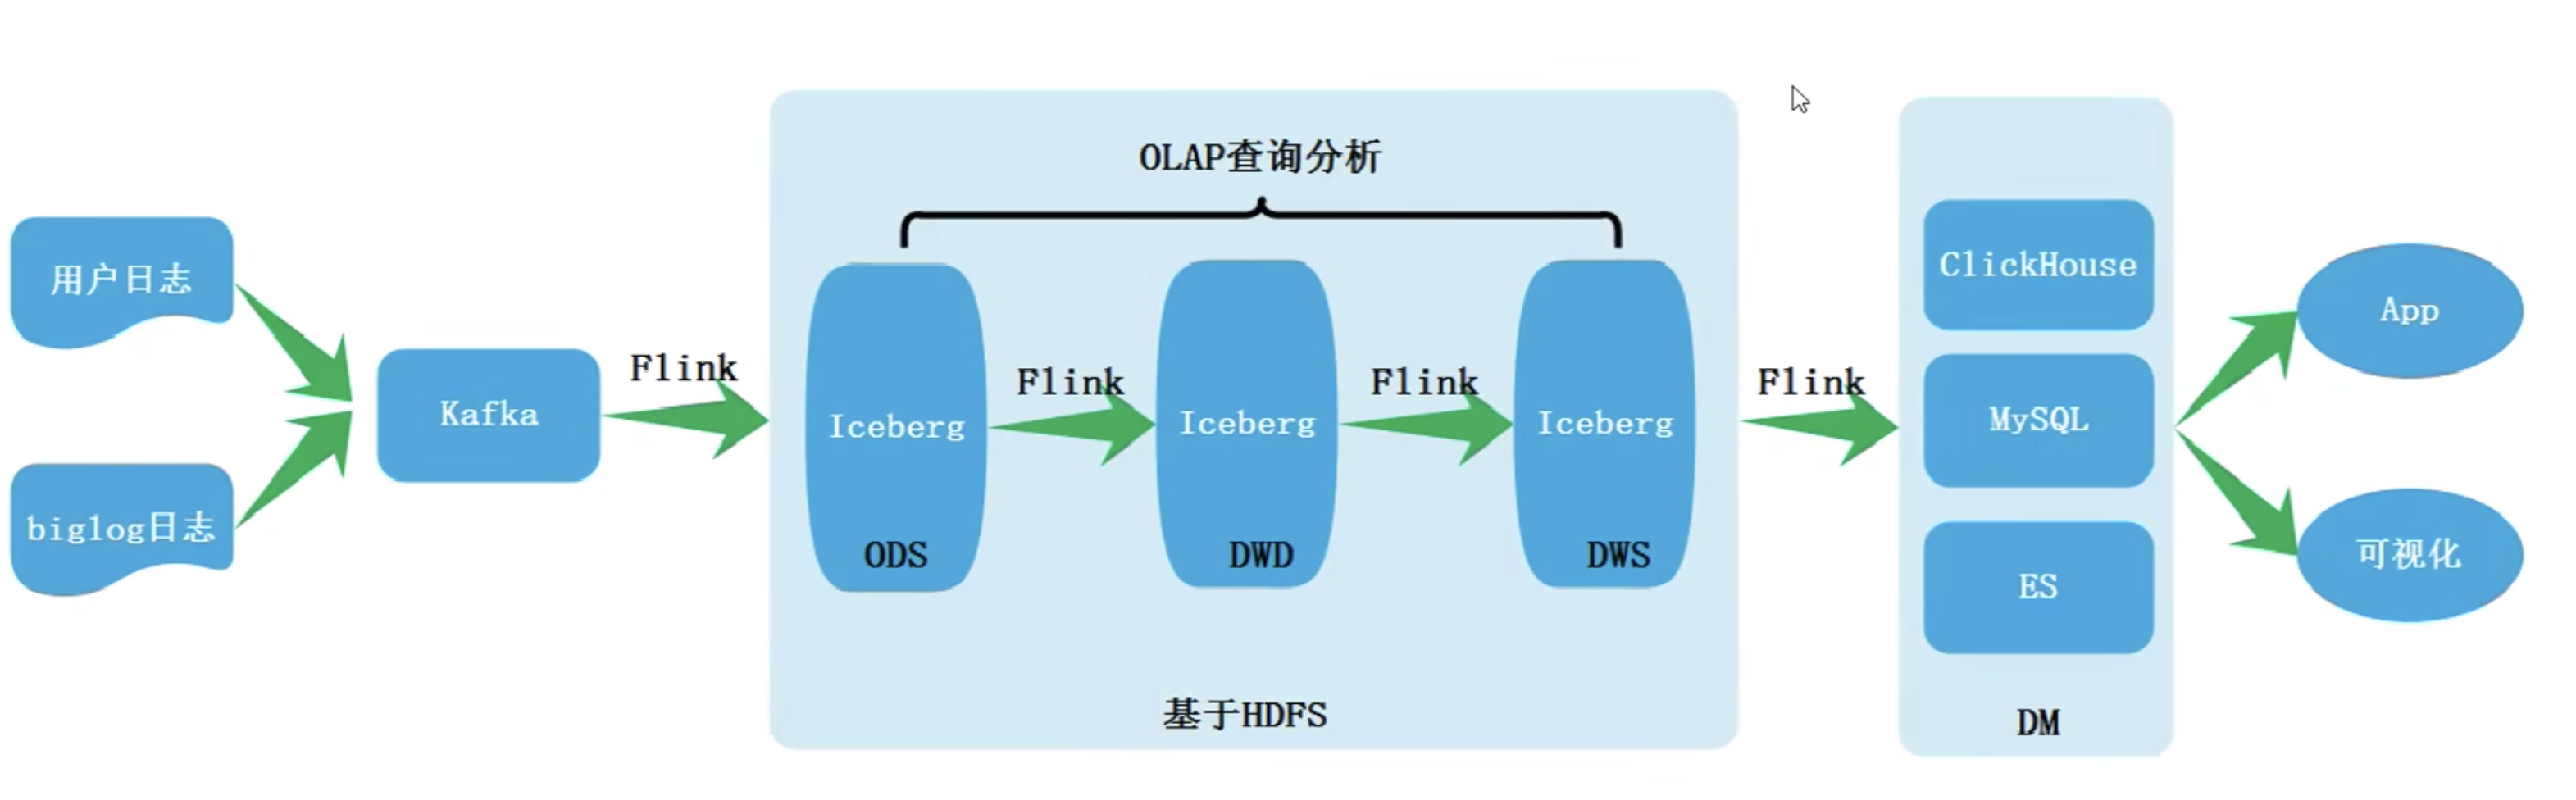 用户日志
biglog日志
Kafka
Flink
OLAP查询分析
Iceberg
ODS
Flink
Iceberg
DWD
Flink
Iceberg
DWS
基于HDFS
Flink
ClickHouse
MySQL
ES
DM
App
可视化